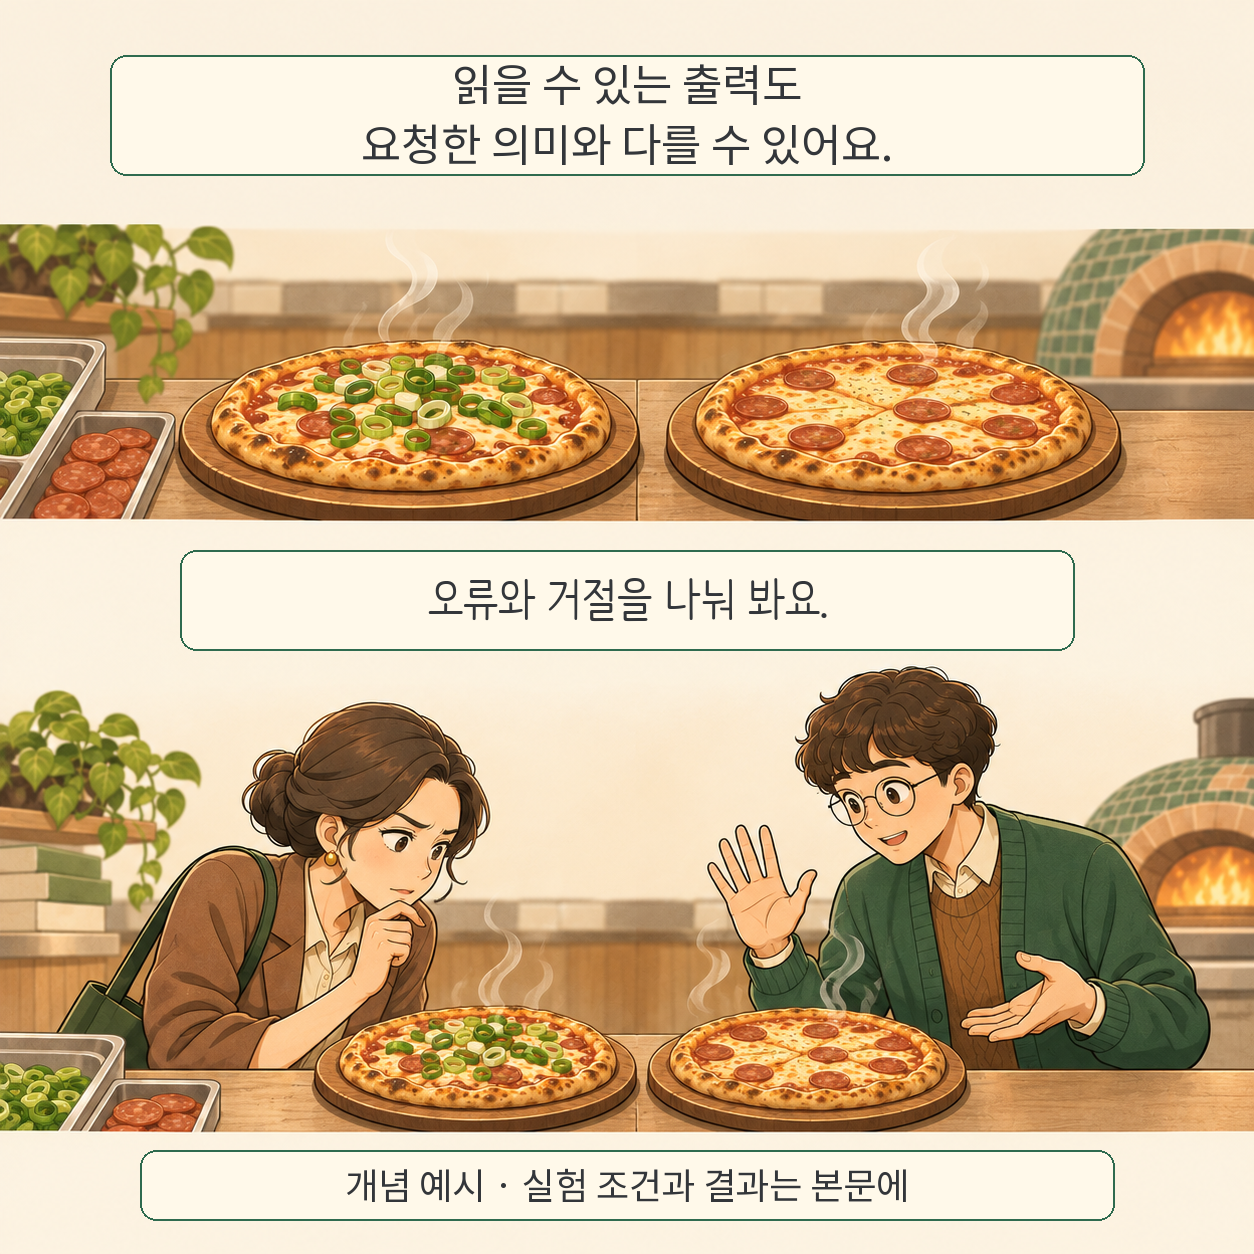 읽을 수 있는 출력도
요청한 의미와 다를 수 있어요.
오류와 거절을 나눠 봐요.
개념 예시 · 실험 조건과 결과는 본문에